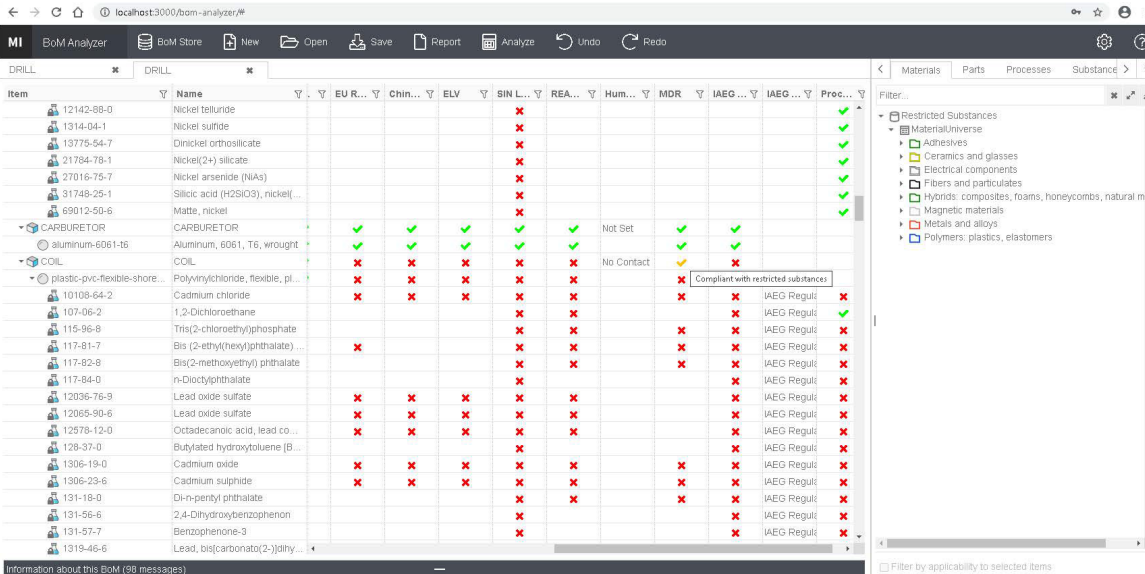 localhost:3000/bom-analyzer/#
MI BoM Analyzer BoM Store New Open Save Report Analyze Undo Redo
DRILL DRILL
Item Name EU R... Chin... ELV SIN L... REA... Hum... MDR IAEG ... IAEG ... Proc...
12142-88-0 Nickel telluride
1314-04-1 Nickel sulfide
13775-54-7 Dinickel orthosilicate
21784-78-1 Nickel(2+) silicate
27016-75-7 Nickel arsenide (NiAs)
31748-25-1 Silicic acid (H2SiO3), nickel(...
69012-50-6 Matte, nickel
CARBURETOR CARBURETOR Not Set
aluminum-6061-t6 Aluminum, 6061, T6, wrought
COIL COIL No Contact
plastic-pvc-flexible-shore... Polyvinylchloride, flexible, pl... Compliant with restricted substances
10108-64-2 Cadmium chloride IAEG Regula
107-06-2 1,2-Dichloroethane IAEG Regula
115-96-8 Tris(2-chloroethyl)phosphate IAEG Regula
117-81-7 Bis (2-ethyl(hexyl)phthalate) ... IAEG Regula
117-82-8 Bis(2-methoxyethyl) phthalate IAEG Regula
117-84-0 n-Dioctylphthalate IAEG Regula
12036-76-9 Lead oxide sulfate IAEG Regula
12065-90-6 Lead oxide sulfate IAEG Regula
12578-12-0 Octadecanoic acid, lead co... IAEG Regula
128-37-0 Butylated hydroxytoluene [B... IAEG Regula
1306-19-0 Cadmium oxide IAEG Regula
1306-23-6 Cadmium sulphide IAEG Regula
131-18-0 Di-n-pentyl phthalate IAEG Regula
131-56-6 2,4-Dihydroxybenzophenon IAEG Regula
131-57-7 Benzophenone-3 IAEG Regula
1319-46-6 Lead, bis[carbonato(2-)]dihy...
Information about this BoM (98 messages)
Materials Parts Processes Substance
Filter...
Restricted Substances
MaterialUniverse
Adhesives
Ceramics and glasses
Electrical components
Fibers and particulates
Hybrids: composites, foams, honeycombs, natural m
Magnetic materials
Metals and alloys
Polymers: plastics, elastomers
Filter by applicability to selected items